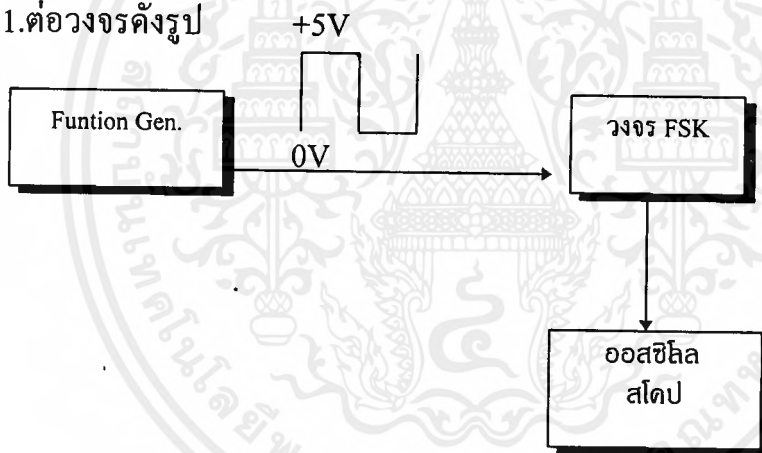 1.ต่อวงจรดังรูป
+5V
Funtion Gen.
0V
วงจร FSK
ออสซิโลล
สโคป